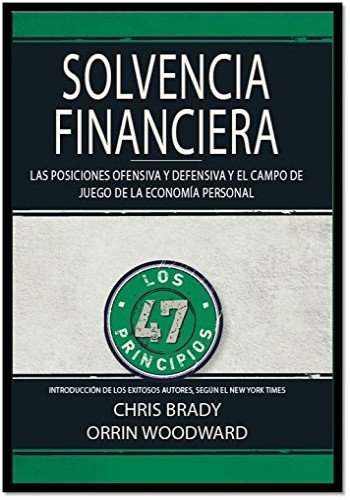 SOLVENCIA
FINANCIERA
LAS POSICIONES OFENSIVA Y DEFENSIVA Y EL CAMPO DE
JUEGO DE LA ECONOMÍA PERSONAL
LOS
47
PRINCIPIOS
INTRODUCCIÓN DE LOS EXITOSOS AUTORES, SEGÚN EL NEW YORK TIMES
CHRIS BRADY
ORRIN WOODWARD